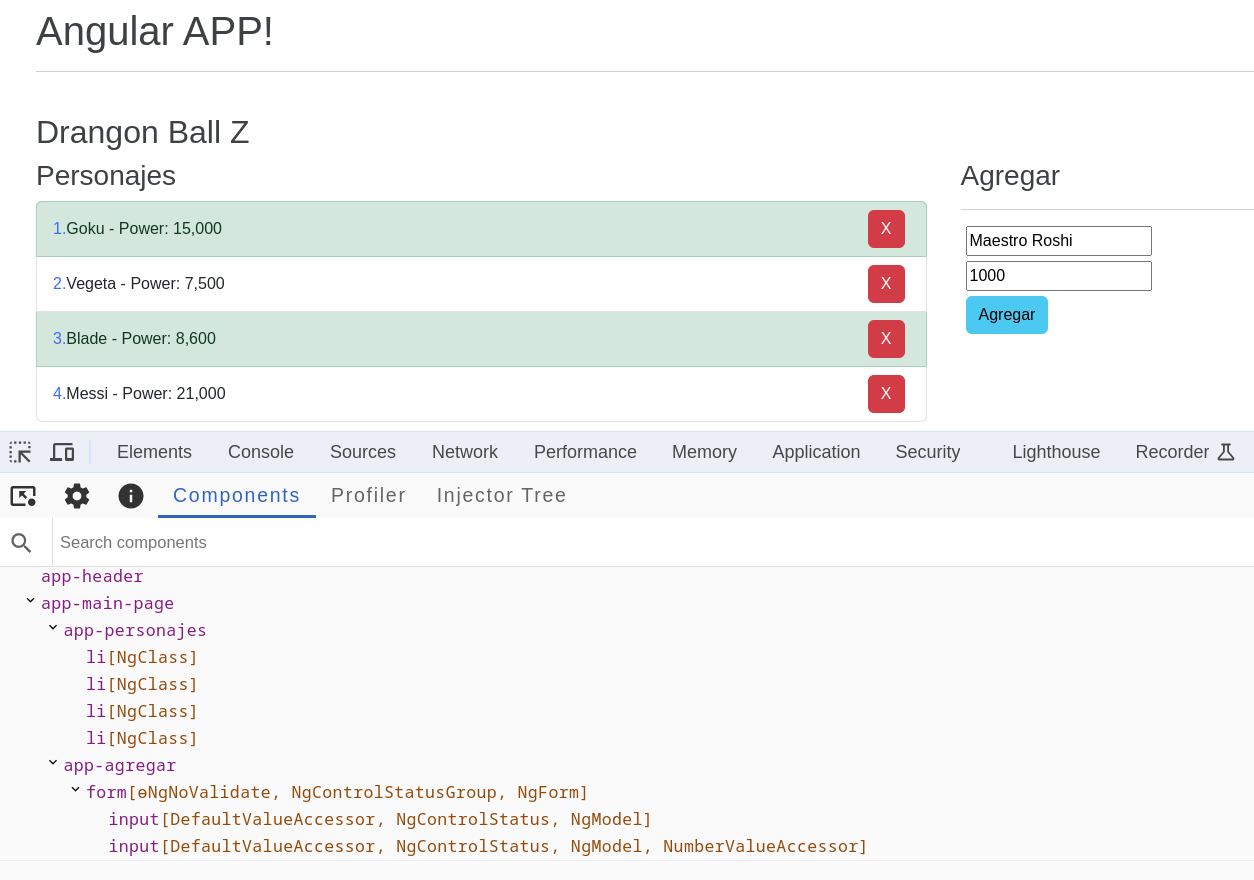 Angular APP!
Drangon Ball Z
Personajes
1.Goku - Power: 15,000 X
2.Vegeta - Power: 7,500 X
3.Blade - Power: 8,600 X
4.Messi - Power: 21,000 X
Agregar
Maestro Roshi
1000
Agregar
Elements Console Sources Network Performance Memory Application Security Lighthouse Recorder
Components Profiler Injector Tree
Search components
app-header
app-main-page
app-personajes
li[NgClass]
li[NgClass]
li[NgClass]
li[NgClass]
app-agregar
form[ɵNgNoValidate, NgControlStatusGroup, NgForm]
input[DefaultValueAccessor, NgControlStatus, NgModel]
input[DefaultValueAccessor, NgControlStatus, NgModel, NumberValueAccessor]